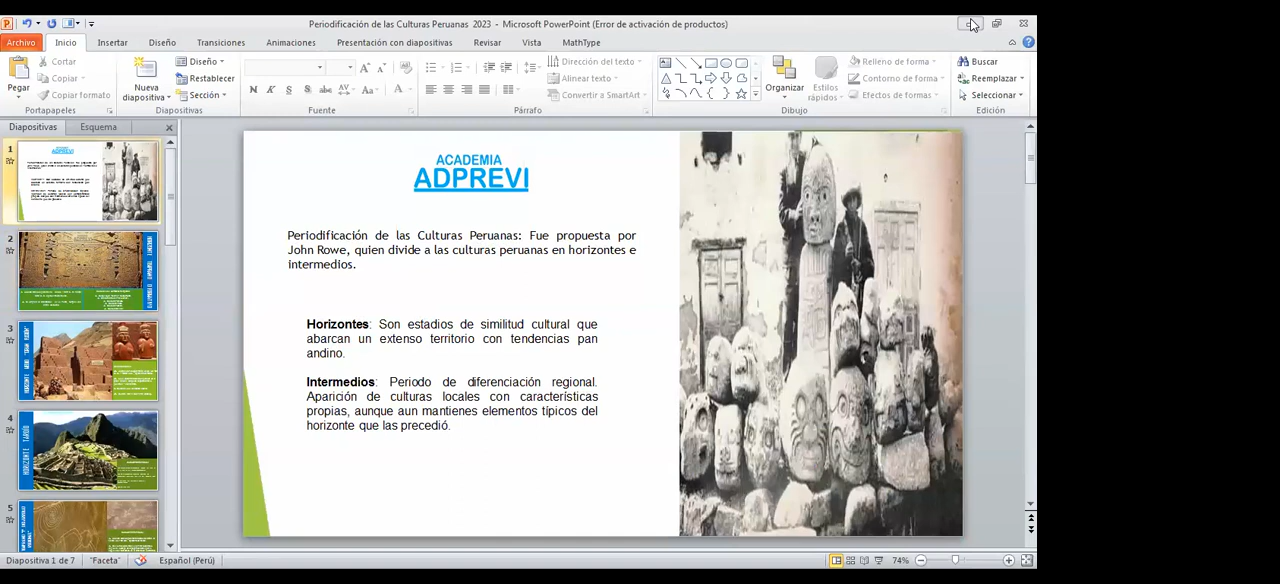 Periodificación de las Culturas Peruanas 2023 - Microsoft PowerPoint (Error de activación de productos)
Archivo Inicio Insertar Diseño Transiciones Animaciones Presentación con diapositivas Revisar Vista MathType
Pegar
Cortar
Copiar
Copiar formato
Portapapeles
Nueva
diapositiva
Diseño
Restablecer
Sección
Diapositivas
Fuente
Dirección del texto
Alinear texto
Convertir a SmartArt
Párrafo
Organizar
Estilos
rápidos
Relleno de forma
Contorno de forma
Efectos de formas
Dibujo
Buscar
Reemplazar
Seleccionar
Edición
Diapositivas Esquema
1
2
3
4
5
ACADEMIA
ADPREVI
Periodificación de las Culturas Peruanas: Fue propuesta por
John Rowe, quien divide a las culturas peruanas en horizontes e
intermedios.
Horizontes: Son estadios de similitud cultural que
abarcan un extenso territorio con tendencias pan
andino.
Intermedios: Periodo de diferenciación regional.
Aparición de culturas locales con características
propias, aunque aun mantienes elementos típicos del
horizonte que las precedió.
Diapositiva 1 de 7 "Faceta" Español (Perú) 74%